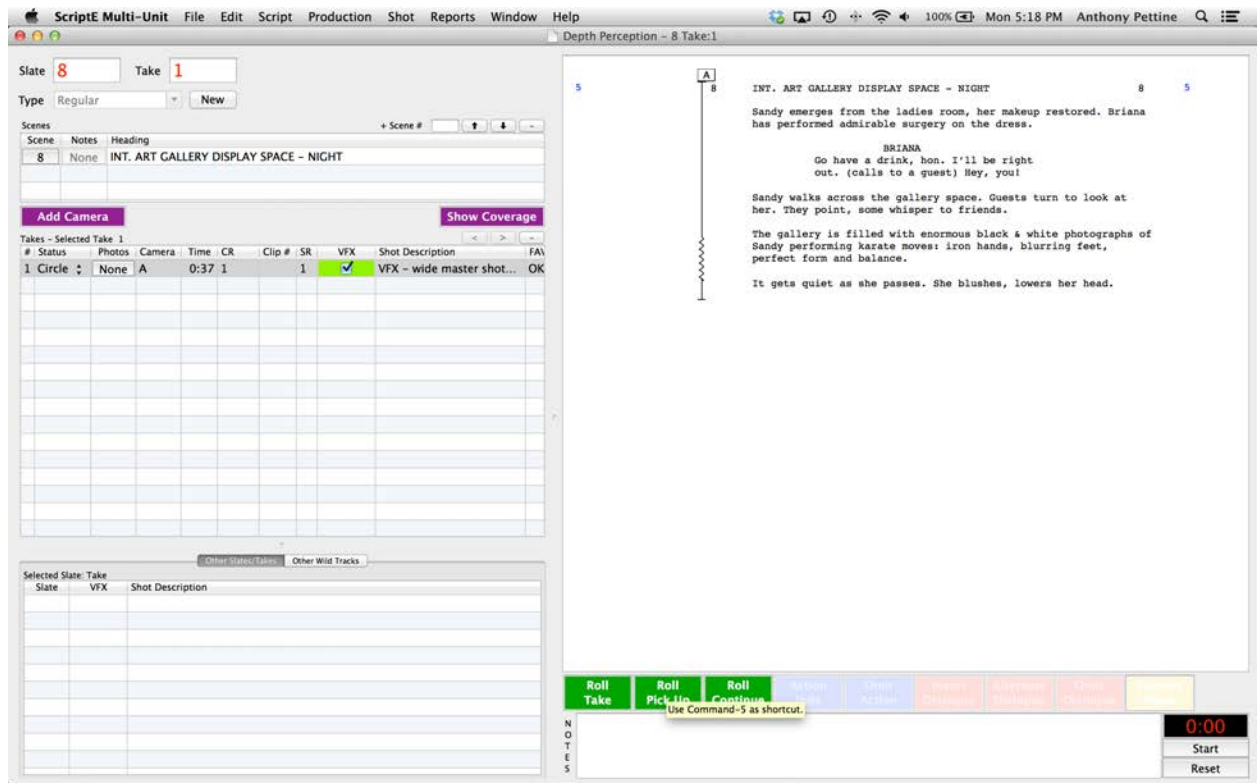 ScriptE Multi-Unit File Edit Script Production Shot Reports Window Help 100% Mon 5:18 PM Anthony Pettine
Depth Perception - 8 Take:1
Slate 8 Take 1
Type Regular New
Scenes + Scene # -
Scene Notes Heading
8 None INT. ART GALLERY DISPLAY SPACE - NIGHT
Add Camera Show Coverage
Takes - Selected Take 1 < > -
# Status Photos Camera Time CR Clip # SR VFX Shot Description
1 Circle None A 0:37 1 1 VFX - wide master shot... OK
Other Slates/Takes Other Wild Tracks
Selected Slate: Take
Slate VFX Shot Description
A
5 8 INT. ART GALLERY DISPLAY SPACE - NIGHT 8 5
Sandy emerges from the ladies room, her makeup restored. Briana
has performed admirable surgery on the dress.
BRIANA
Go have a drink, hon. I'll be right
out. (calls to a guest) Hey, you!
Sandy walks across the gallery space. Guests turn to look at
her. They point, some whisper to friends.
The gallery is filled with enormous black & white photographs of
Sandy performing karate moves: iron hands, blurring feet,
perfect form and balance.
It gets quiet as she passes. She blushes, lowers her head.
Roll Take
Roll Pick Up
Roll Continue
Use Command-5 as shortcut.
NOTES
0:00
Start
Reset